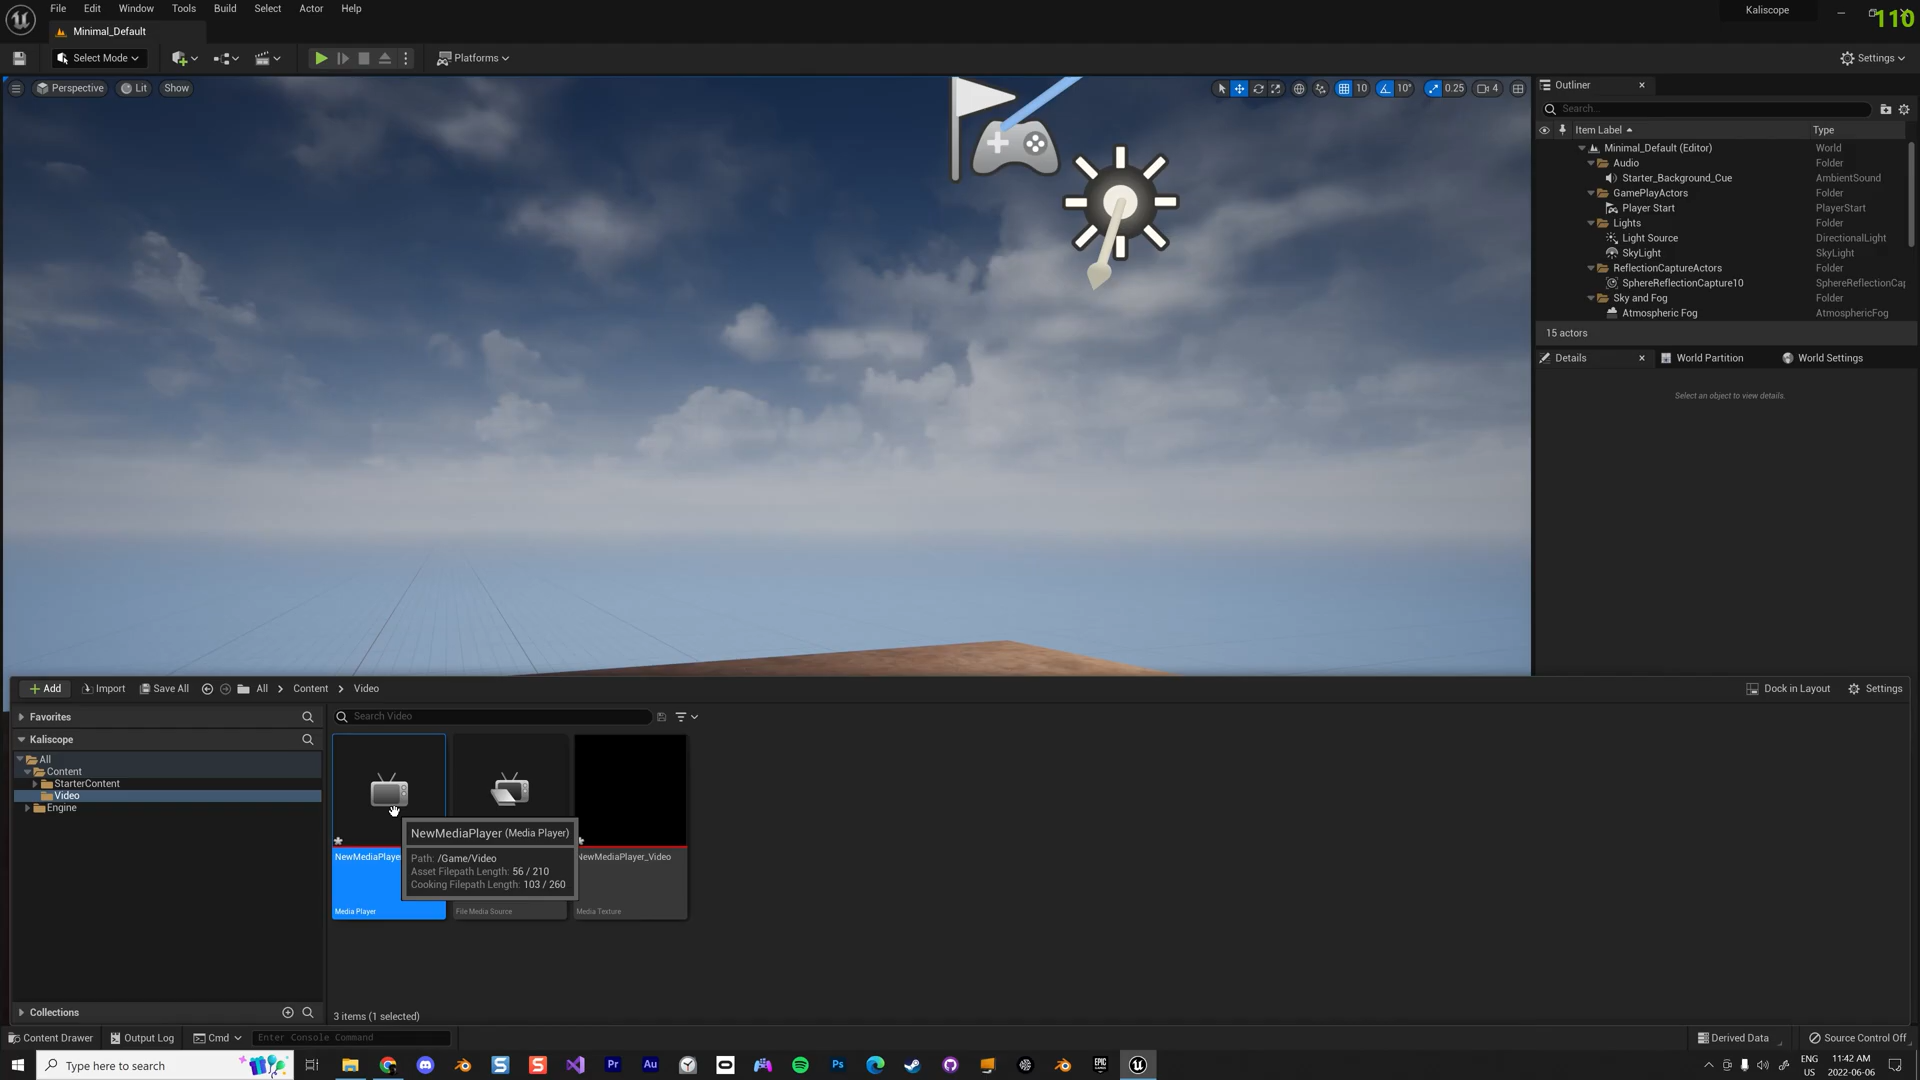 File Edit Window Tools Build Select Actor Help
Kaliscope
110
Minimal_Default
Select Mode
Platforms
Settings
Perspective Lit Show
10 10° 0.25 4
Outliner
Search...
Item Label Type
Minimal_Default (Editor) World
Audio Folder
Starter_Background_Cue AmbientSound
GamePlayActors Folder
Player Start PlayerStart
Lights Folder
Light Source DirectionalLight
SkyLight SkyLight
ReflectionCaptureActors Folder
SphereReflectionCapture10 SphereReflectionCap
Sky and Fog Folder
Atmospheric Fog AtmosphericFog
15 actors
Details World Partition World Settings
Select an object to view details.
Add Import Save All All Content Video
Dock in Layout Settings
Favorites
Search Video
Kaliscope
All
Content
StarterContent
Video
Engine
NewMediaPlayer (Media Player)
NewMediaPlaye NewMediaPlayer_Video
Path: /Game/Video
Asset Filepath Length: 56 / 210
Cooking Filepath Length: 103 / 260
Media Player File Media Source Media Texture
Collections
3 items (1 selected)
Content Drawer Output Log Cmd Enter Console Command
Derived Data Source Control Off
Type here to search
Pr Au Ps
EPIC GAMES
ENG
US
11:42 AM
2022-06-06